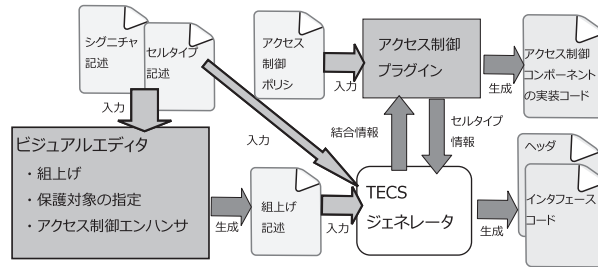 シグニチャ
記述
セルタイプ
記述
アクセス
制御
ポリシ
入力
アクセス制御
プラグイン
生成
アクセス制御
コンポーネント
の実装コード
入力
入力
結合情報
セルタイプ
情報
ビジュアルエディタ
・組上げ
・保護対象の指定
・アクセス制御エンハンサ
生成
組上げ
記述
入力
TECS
ジェネレータ
生成
ヘッダ
インタフェース
コード